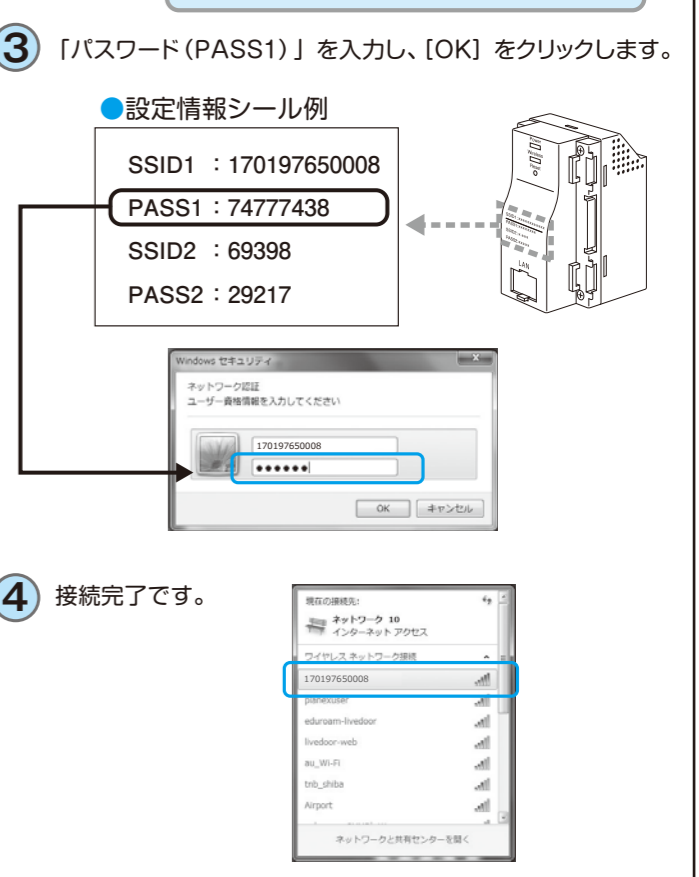 3 「パスワード(PASS1)」を入力し、[OK] をクリックします。
●設定情報シール例
SSID1 :170197650008
PASS1:74777438
SSID2 :69398
PASS2:29217
Power
Wireless
Reset
LAN
Windows セキュリティ
ネットワーク認証
ユーザー資格情報を入力してください
170197650008
●●●●●●
OK キャンセル
4 接続完了です。
現在の接続先:
ネットワーク 10
インターネット アクセス
ワイヤレス ネットワーク接続
170197650008
planexuser
eduroam-livedoor
livedoor-web
au_Wi-Fi
tnb_shiba
Airport
ネットワークと共有センターを開く